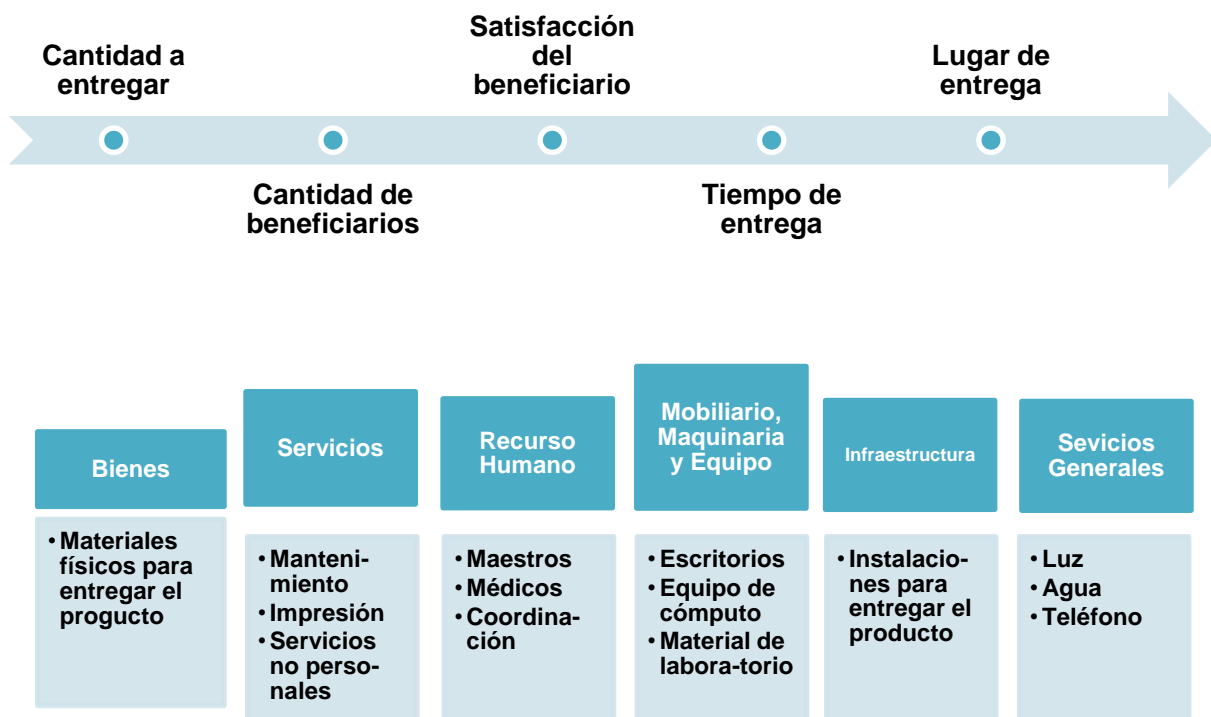 Cantidad a
entregar
Satisfacción
del
beneficiario
Lugar de
entrega
Cantidad de
beneficiarios
Tiempo de
entrega
Bienes
• Materiales
físicos para
entregar el
progucto
Servicios
• Manteni-
miento
• Impresión
• Servicios
no perso-
nales
Recurso
Humano
• Maestros
• Médicos
• Coordina-
ción
Mobiliario,
Maquinaria
y Equipo
• Escritorios
• Equipo de
cómputo
• Material de
labora-torio
Infraestructura
• Instalacio-
nes para
entregar el
producto
Sevicios
Generales
• Luz
• Agua
• Teléfono